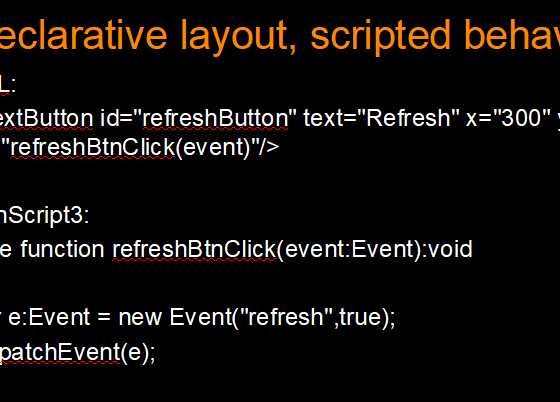 eclarative layout, scripted behav
L:
extButton id="refreshButton" text="Refresh" x="300" y
"refreshBtnClick(event)"/>
nScript3:
e function refreshBtnClick(event:Event):void
r e:Event = new Event("refresh",true);
patchEvent(e);